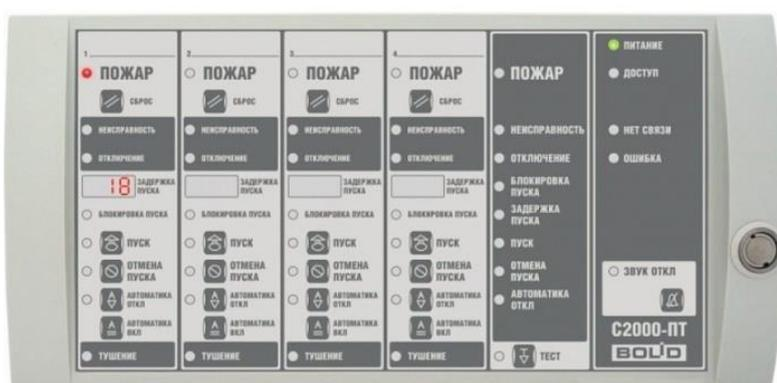 1
ПОЖАР
СБРОС
НЕИСПРАВНОСТЬ
ОТКЛЮЧЕНИЕ
18
ЗАДЕРЖКА
ПУСКА
БЛОКИРОВКА ПУСКА
ПУСК
ОТМЕНА
ПУСКА
АВТОМАТИКА
ОТКЛ
АВТОМАТИКА
ВКЛ
ТУШЕНИЕ
2
ПОЖАР
СБРОС
НЕИСПРАВНОСТЬ
ОТКЛЮЧЕНИЕ
ЗАДЕРЖКА
ПУСКА
БЛОКИРОВКА ПУСКА
ПУСК
ОТМЕНА
ПУСКА
АВТОМАТИКА
ОТКЛ
АВТОМАТИКА
ВКЛ
ТУШЕНИЕ
3
ПОЖАР
СБРОС
НЕИСПРАВНОСТЬ
ОТКЛЮЧЕНИЕ
ЗАДЕРЖКА
ПУСКА
БЛОКИРОВКА ПУСКА
ПУСК
ОТМЕНА
ПУСКА
АВТОМАТИКА
ОТКЛ
АВТОМАТИКА
ВКЛ
ТУШЕНИЕ
4
ПОЖАР
СБРОС
НЕИСПРАВНОСТЬ
ОТКЛЮЧЕНИЕ
ЗАДЕРЖКА
ПУСКА
БЛОКИРОВКА ПУСКА
ПУСК
ОТМЕНА
ПУСКА
АВТОМАТИКА
ОТКЛ
АВТОМАТИКА
ВКЛ
ТУШЕНИЕ
ПОЖАР
НЕИСПРАВНОСТЬ
ОТКЛЮЧЕНИЕ
БЛОКИРОВКА
ПУСКА
ЗАДЕРЖКА
ПУСКА
ПУСК
ОТМЕНА
ПУСКА
АВТОМАТИКА
ОТКЛ
ТЕСТ
ПИТАНИЕ
ДОСТУП
НЕТ СВЯЗИ
ОШИБКА
ЗВУК ОТКЛ
С2000-ПТ
BOLID